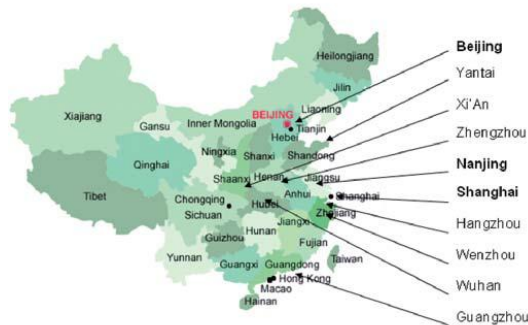 Heilongjiang
Jilin
Liaoning
Xiajiang
Gansu
Inner Mongolia
BEIJING
Tianjin
Hebei
Ningxia
Shanxi
Shandong
Qinghai
Shaanxi
Henan
Jiangsu
Tibet
Chongqing
Sichuan
Hubei
Anhui
Shanghai
Zhejiang
Jiangxi
Hunan
Guizhou
Fujian
Yunnan
Guangxi
Guangdong
Taiwan
Hong Kong
Macao
Hainan
Beijing
Yantai
Xi'An
Zhengzhou
Nanjing
Shanghai
Hangzhou
Wenzhou
Wuhan
Guangzhou